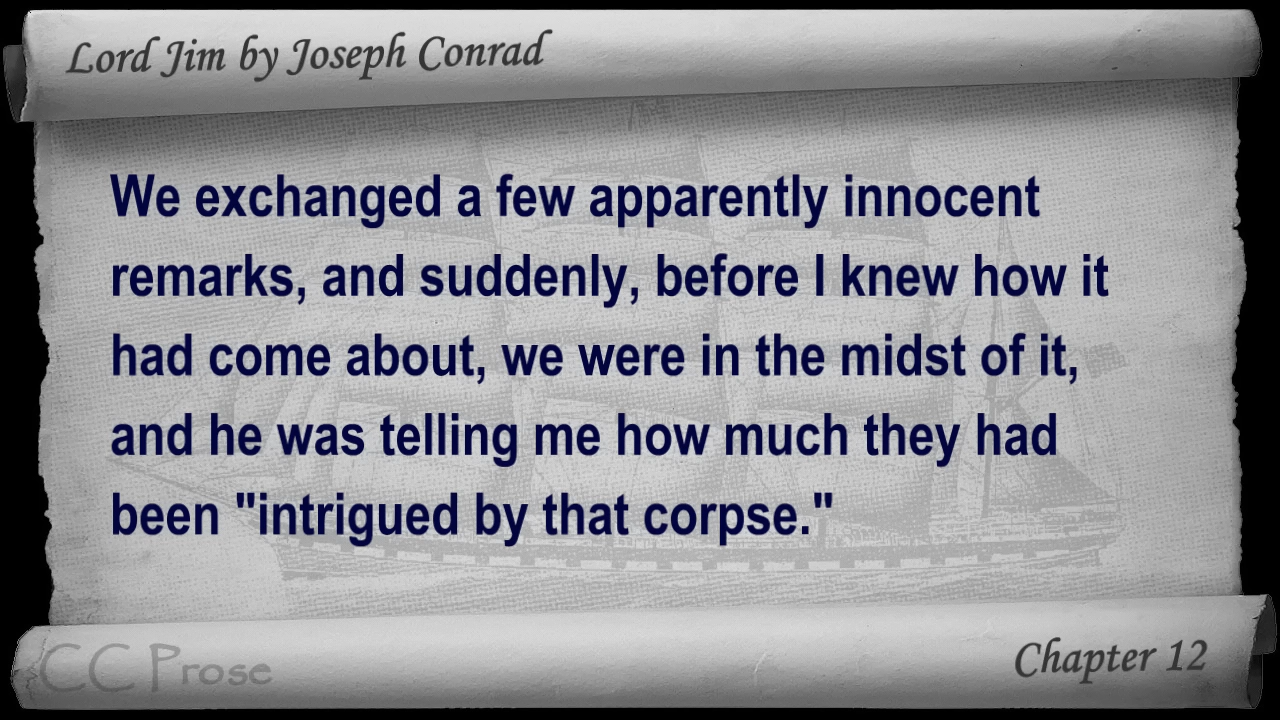 Lord Jim by Joseph Conrad
We exchanged a few apparently innocent
remarks, and suddenly, before I knew how it
had come about, we were in the midst of it,
and he was telling me how much they had
been "intrigued by that corpse."
CC Prose
Chapter 12